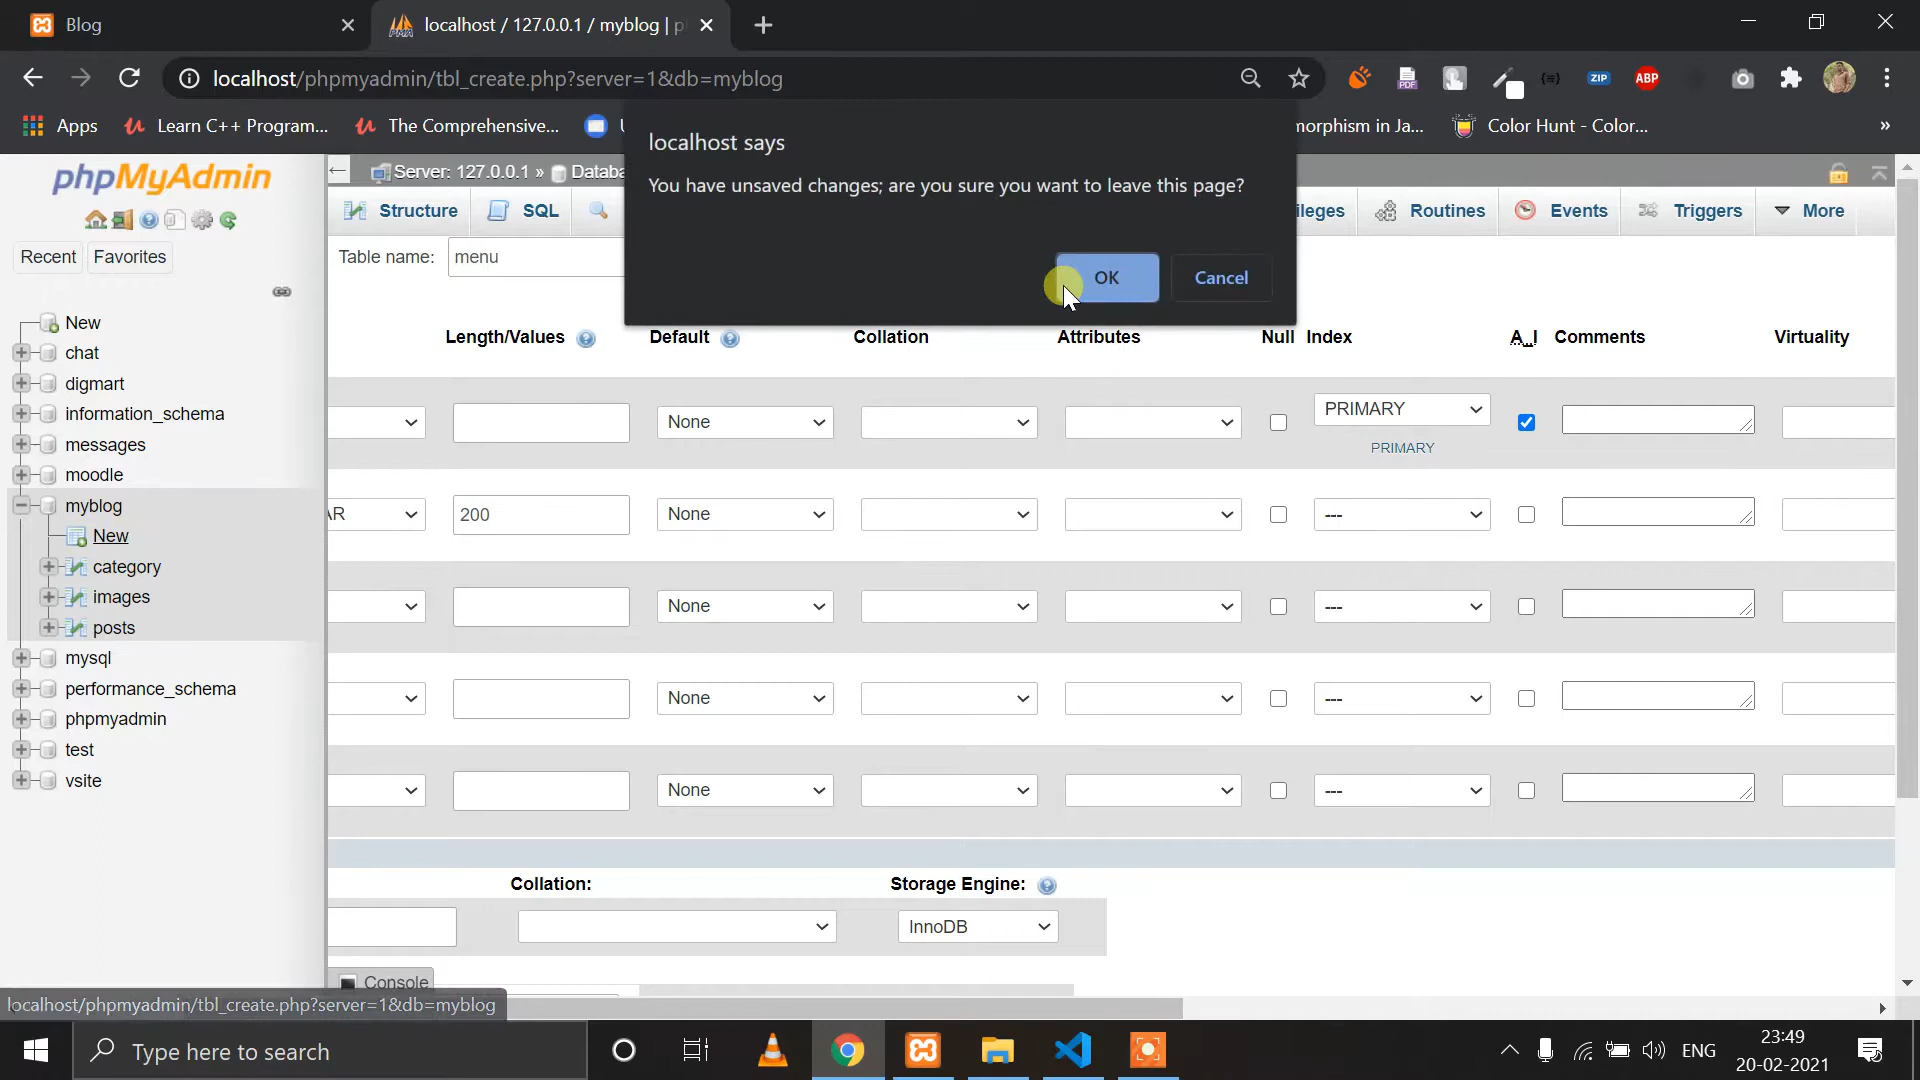 Blog
localhost / 127.0.0.1 / myblog | p
localhost/phpmyadmin/tbl_create.php?server=1&db=myblog
PDF
ZIP
ABP
Apps
Learn C++ Program...
The Comprehensive...
morphism in Ja...
Color Hunt - Color...
»
localhost says
You have unsaved changes; are you sure you want to leave this page?
OK
Cancel
phpMyAdmin
Recent
Favorites
New
chat
digmart
information_schema
messages
moodle
myblog
New
category
images
posts
mysql
performance_schema
phpmyadmin
test
vsite
Server: 127.0.0.1 » Databa
Structure
SQL
ileges
Routines
Events
Triggers
More
Table name:
menu
Length/Values
Default
Collation
Attributes
Null
Index
A_I
Comments
Virtuality
None
PRIMARY
PRIMARY
AR
200
None
---
None
---
None
---
None
---
Collation:
Storage Engine:
InnoDB
Console
localhost/phpmyadmin/tbl_create.php?server=1&db=myblog
Type here to search
ENG
23:49
20-02-2021